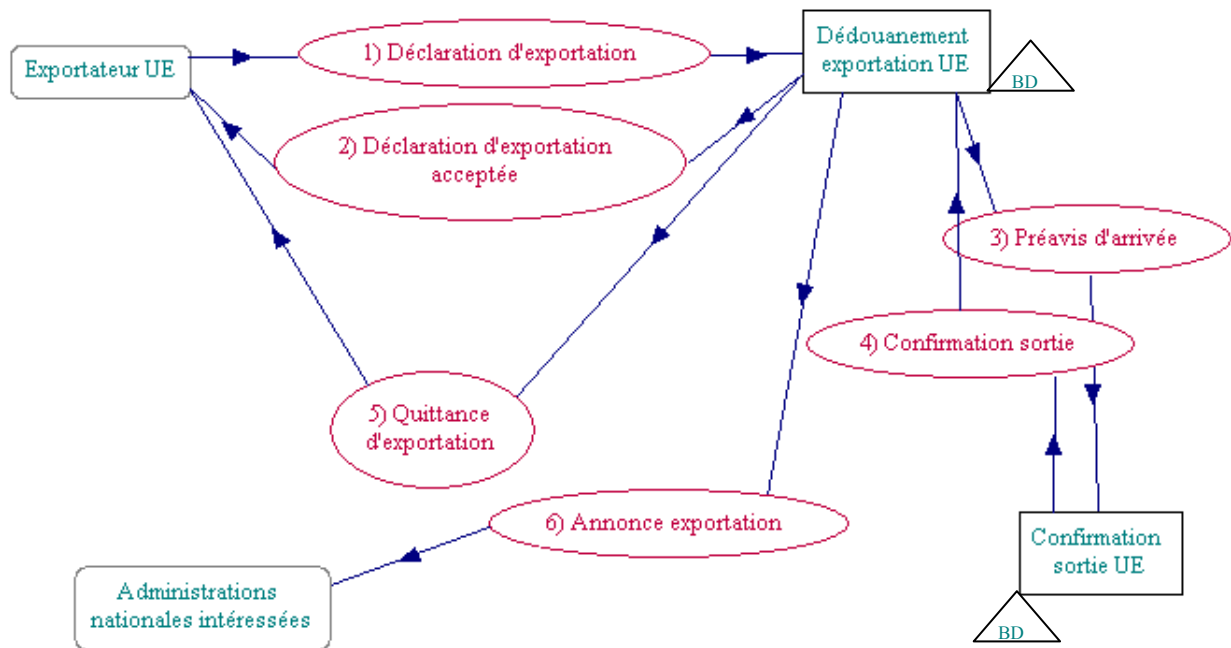 Exportateur UE
1) Déclaration d'exportation
Dédouanement
exportation UE
BD
2) Déclaration d'exportation
acceptée
3) Préavis d'arrivée
4) Confirmation sortie
5) Quittance
d'exportation
6) Annonce exportation
Confirmation
sortie UE
BD
Administrations
nationales intéressées